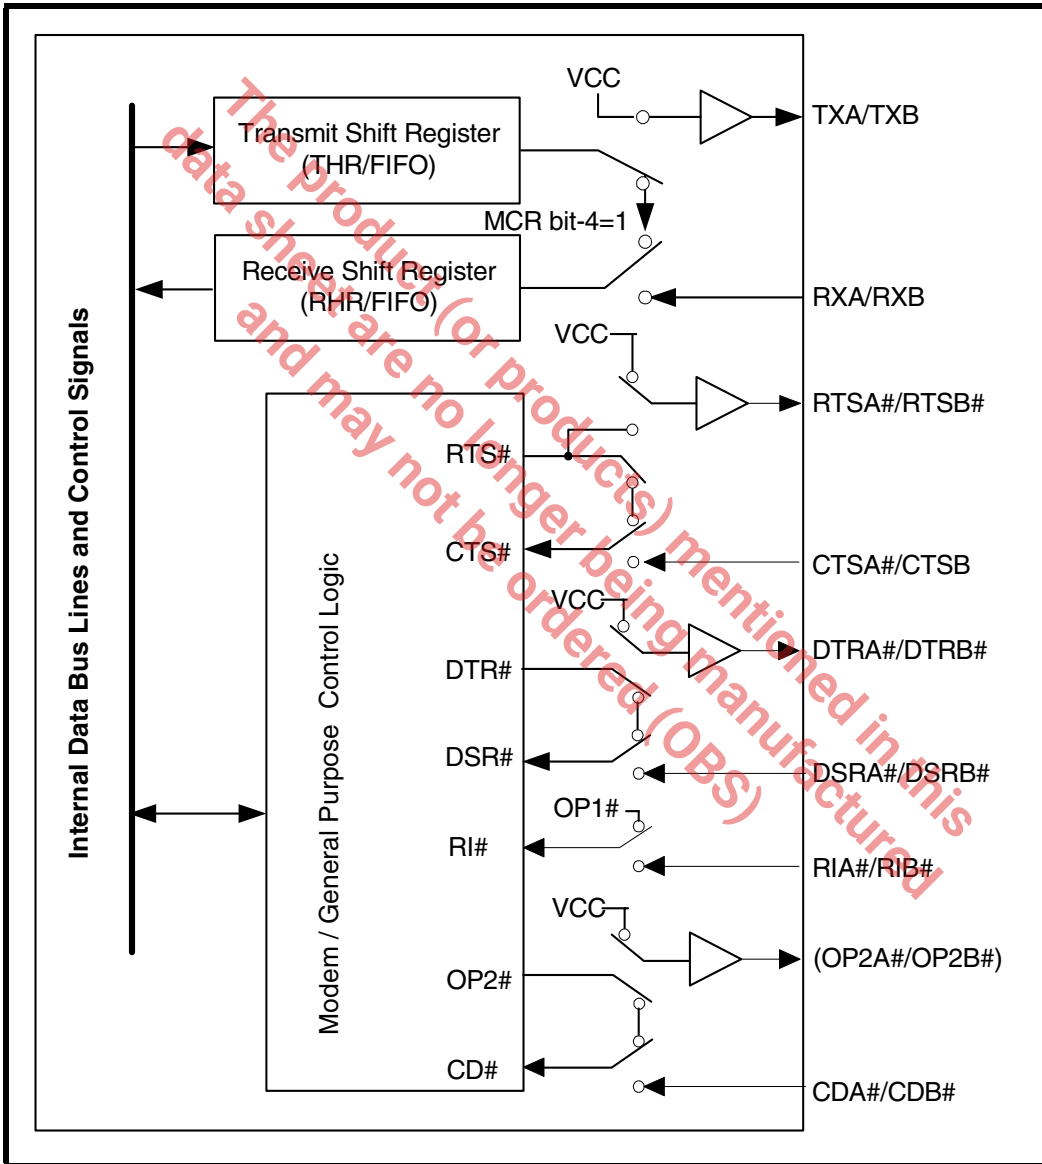 VCC
TXA/TXB
Transmit Shift Register
(THR/FIFO)
MCR bit-4=1
Receive Shift Register
(RHR/FIFO)
RXA/RXB
VCC
RTSA#/RTSB#
RTS#
CTS#
CTSA#/CTSB
VCC
DTRA#/DTRB#
DTR#
DSR#
DSRA#/DSRB#
OP1#
RI#
RIA#/RIB#
VCC
(OP2A#/OP2B#)
OP2#
CD#
CDA#/CDB#
Internal Data Bus Lines and Control Signals
Modem / General Purpose Control Logic
The product (or products) mentioned in this
data sheet are no longer being manufactured
and may not be ordered (OBS)